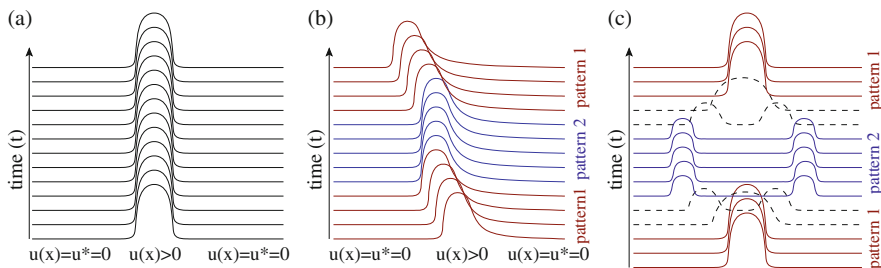 (a)
time (t)
u(x)=u*=0 u(x)>0 u(x)=u*=0
(b)
time (t)
pattern1
pattern 2
pattern 1
u(x)=u*=0 u(x)>0 u(x)=u*=0
(c)
time (t)
pattern 1
pattern 2
pattern 1